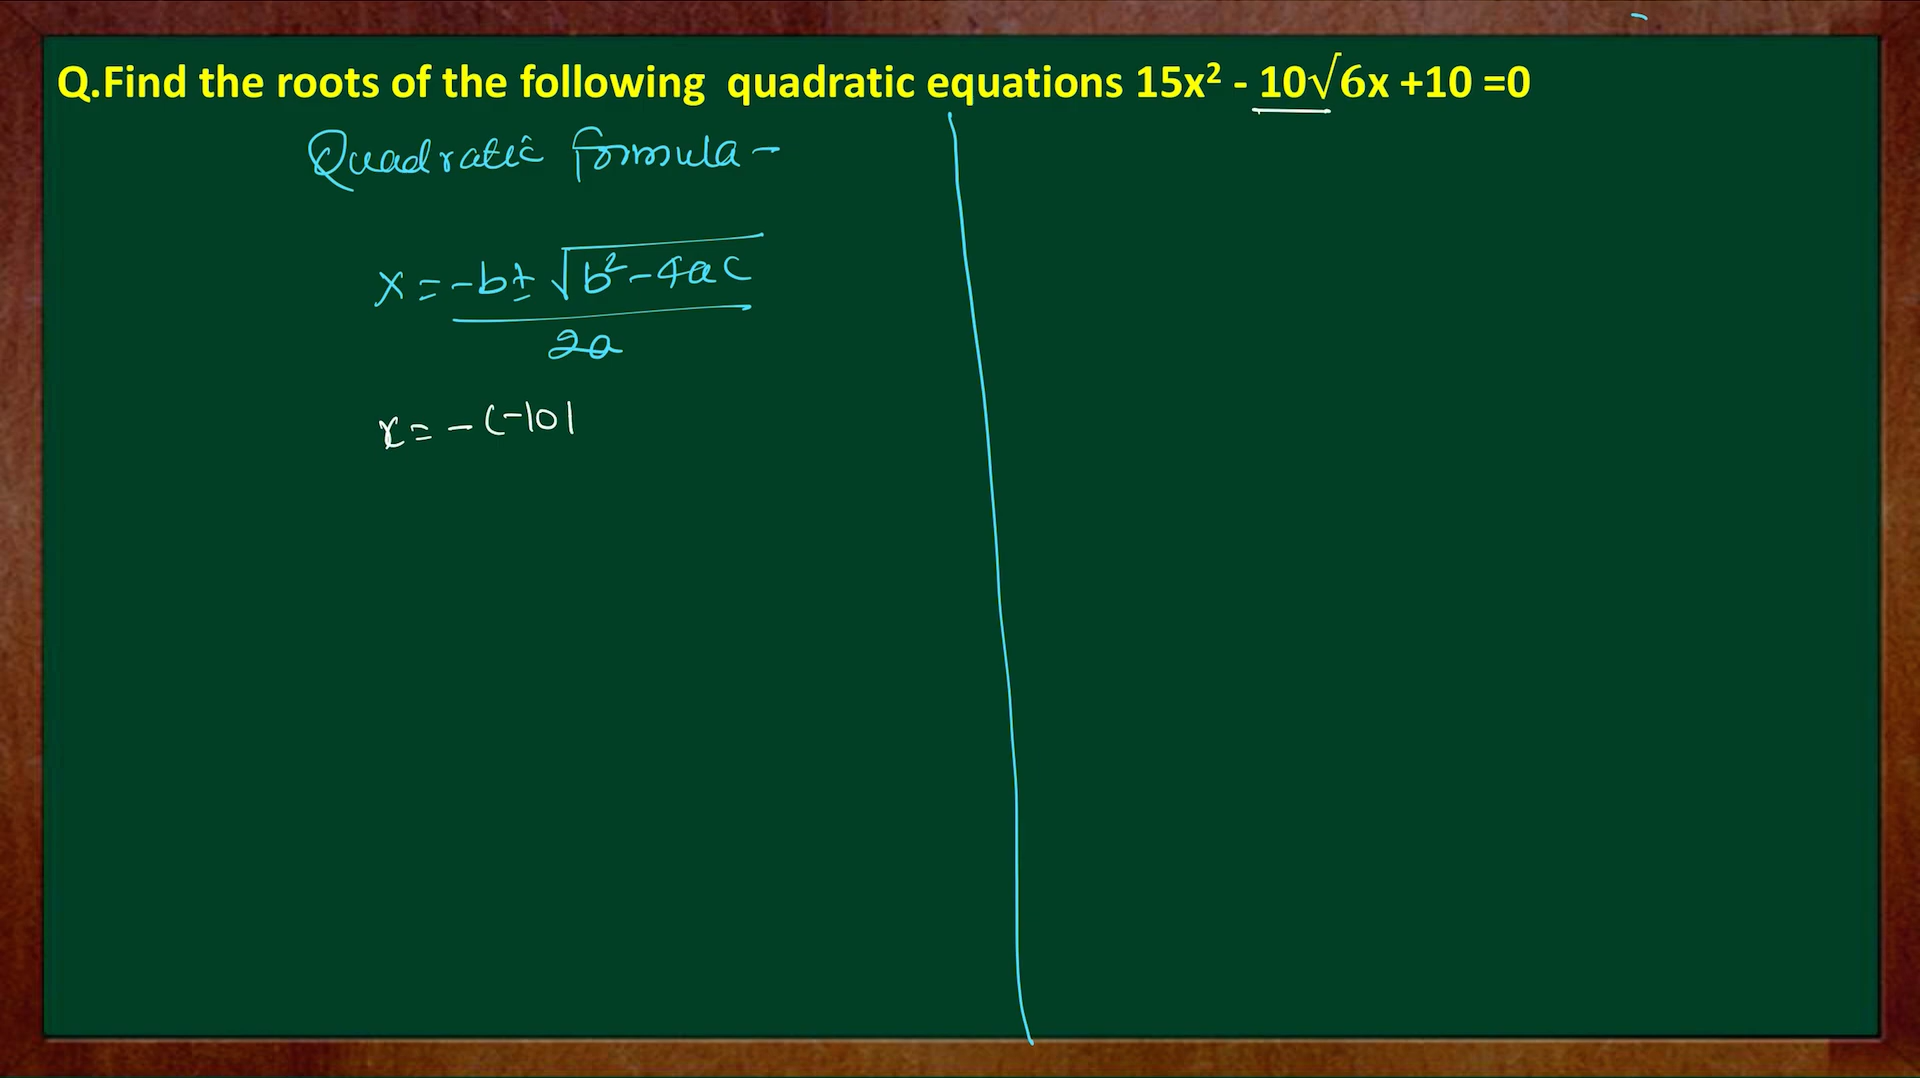 Q.Find the roots of the following quadratic equations 15x² - 10√6x +10 =0
Quadratic formula -
x = -b ± √b² - 4ac
2a
x = - (-10